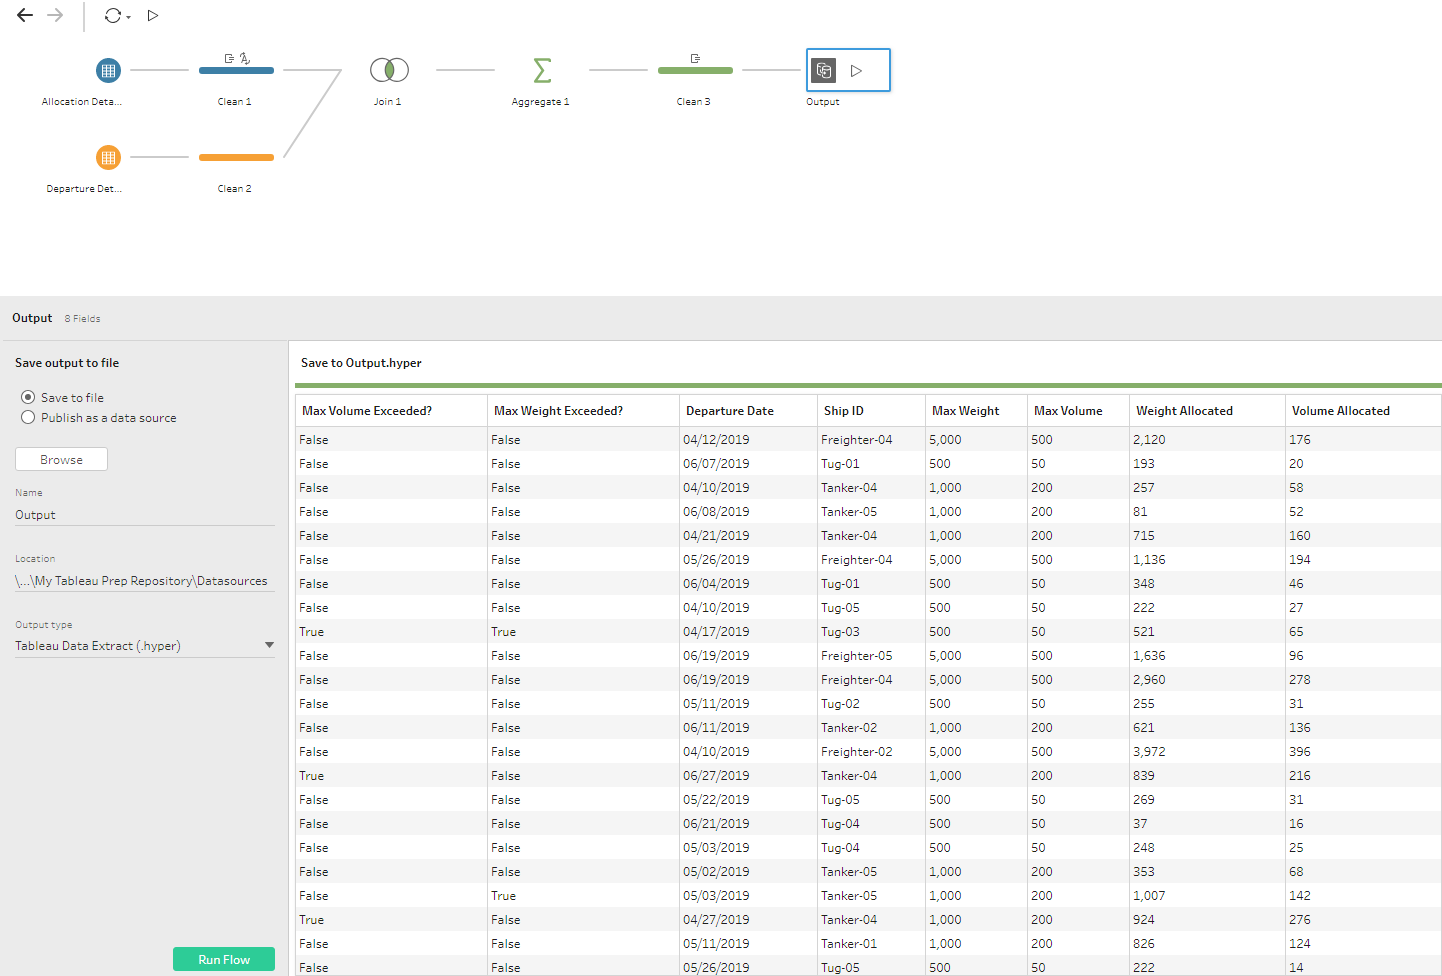 Allocation Deta...
Clean 1
Join 1
Aggregate 1
Clean 3
Output
Departure Det...
Clean 2
Output 8 Fields
Save output to file
Save to file
Publish as a data source
Browse
Name
Output
Location
\...\My Tableau Prep Repository\Datasources
Output type
Tableau Data Extract (.hyper)
Run Flow
Save to Output.hyper
Max Volume Exceeded? Max Weight Exceeded? Departure Date Ship ID Max Weight Max Volume Weight Allocated Volume Allocated
False False 04/12/2019 Freighter-04 5,000 500 2,120 176
False False 06/07/2019 Tug-01 500 50 193 20
False False 04/10/2019 Tanker-04 1,000 200 257 58
False False 06/08/2019 Tanker-05 1,000 200 81 52
False False 04/21/2019 Tanker-04 1,000 200 715 160
False False 05/26/2019 Freighter-04 5,000 500 1,136 194
False False 06/04/2019 Tug-01 500 50 348 46
False False 04/10/2019 Tug-05 500 50 222 27
True True 04/17/2019 Tug-03 500 50 521 65
False False 06/19/2019 Freighter-05 5,000 500 1,636 96
False False 06/19/2019 Freighter-04 5,000 500 2,960 278
False False 05/11/2019 Tug-02 500 50 255 31
False False 06/11/2019 Tanker-02 1,000 200 621 136
False False 04/10/2019 Freighter-02 5,000 500 3,972 396
True False 06/27/2019 Tanker-04 1,000 200 839 216
False False 05/22/2019 Tug-05 500 50 269 31
False False 06/21/2019 Tug-04 500 50 37 16
False False 05/03/2019 Tug-04 500 50 248 25
False False 05/02/2019 Tanker-05 1,000 200 353 68
False True 05/03/2019 Tanker-05 1,000 200 1,007 142
True False 04/27/2019 Tanker-04 1,000 200 924 276
False False 05/11/2019 Tanker-01 1,000 200 826 124
False False 05/26/2019 Tug-05 500 50 222 14